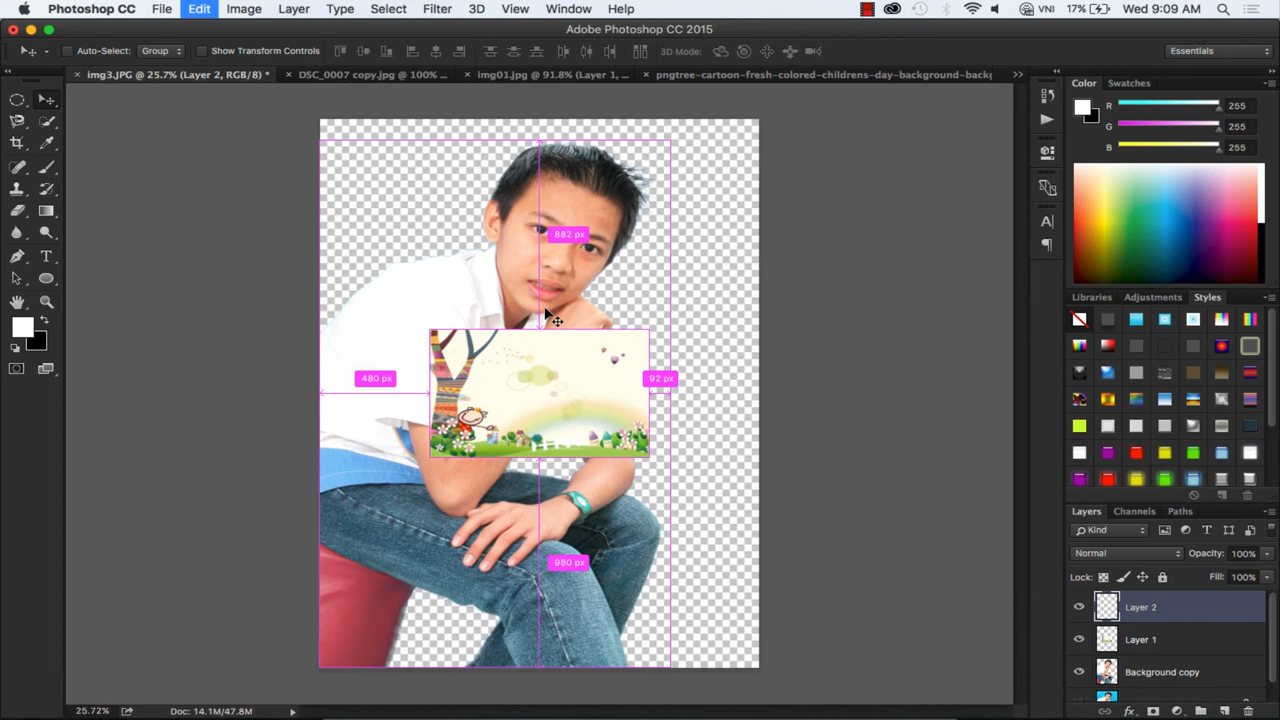 Photoshop CC File Edit Image Layer Type Select Filter 3D View Window Help VNI 17% Wed 9:09 AM
Adobe Photoshop CC 2015
Auto-Select: Group Show Transform Controls 3D Mode: Essentials
× img3.JPG @ 25.7% (Layer 2, RGB/8) * × DSC_0007 copy.jpg @ 100% ... × img01.jpg @ 91.8% (Layer 1, ... × pngtree-cartoon-fresh-colored-childrens-day-background-backg »
Color Swatches
R 255
G 255
B 255
882 px
Libraries Adjustments Styles
480 px 92 px
980 px
Layers Channels Paths
Kind
Normal Opacity: 100%
Lock: Fill: 100%
Layer 2
Layer 1
Background copy
25.72% Doc: 14.1M/47.8M